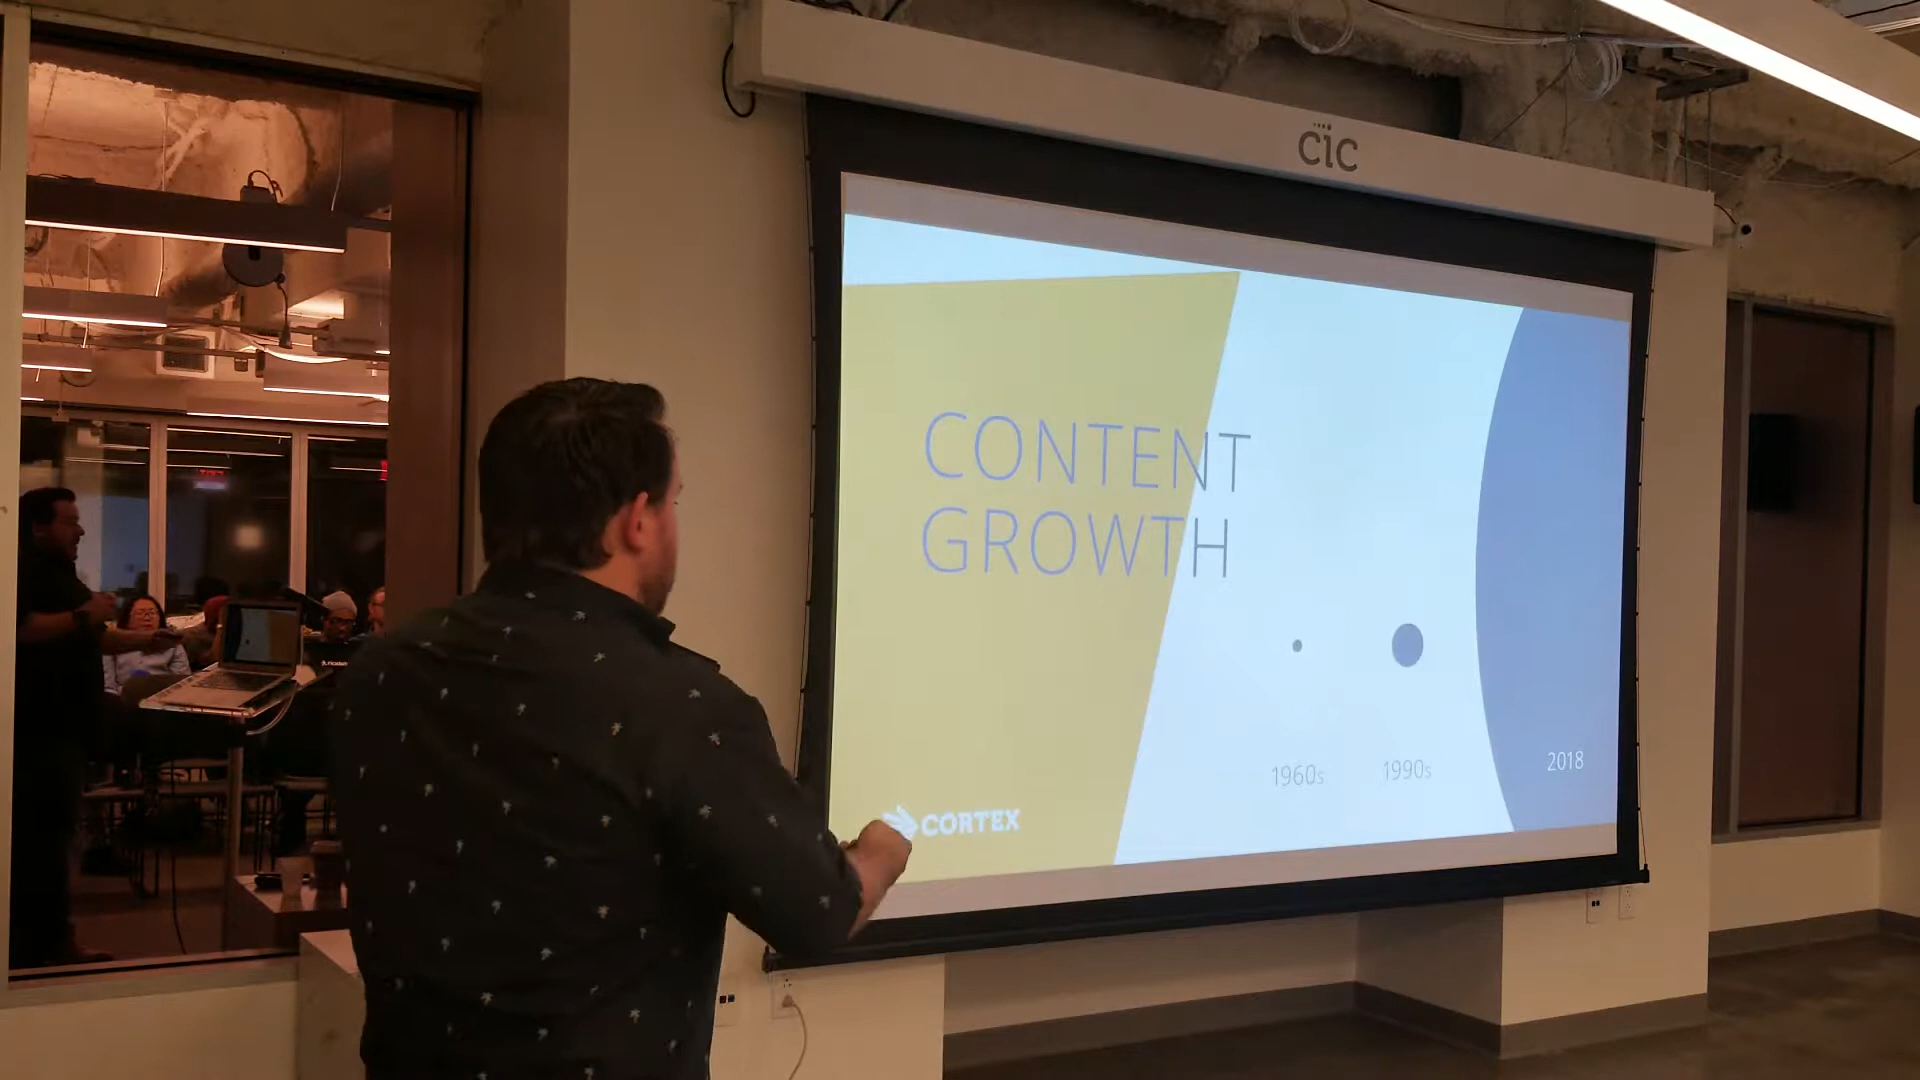 cic
CONTENT
GROWTH
1960s
1990s
2018
CORTEX